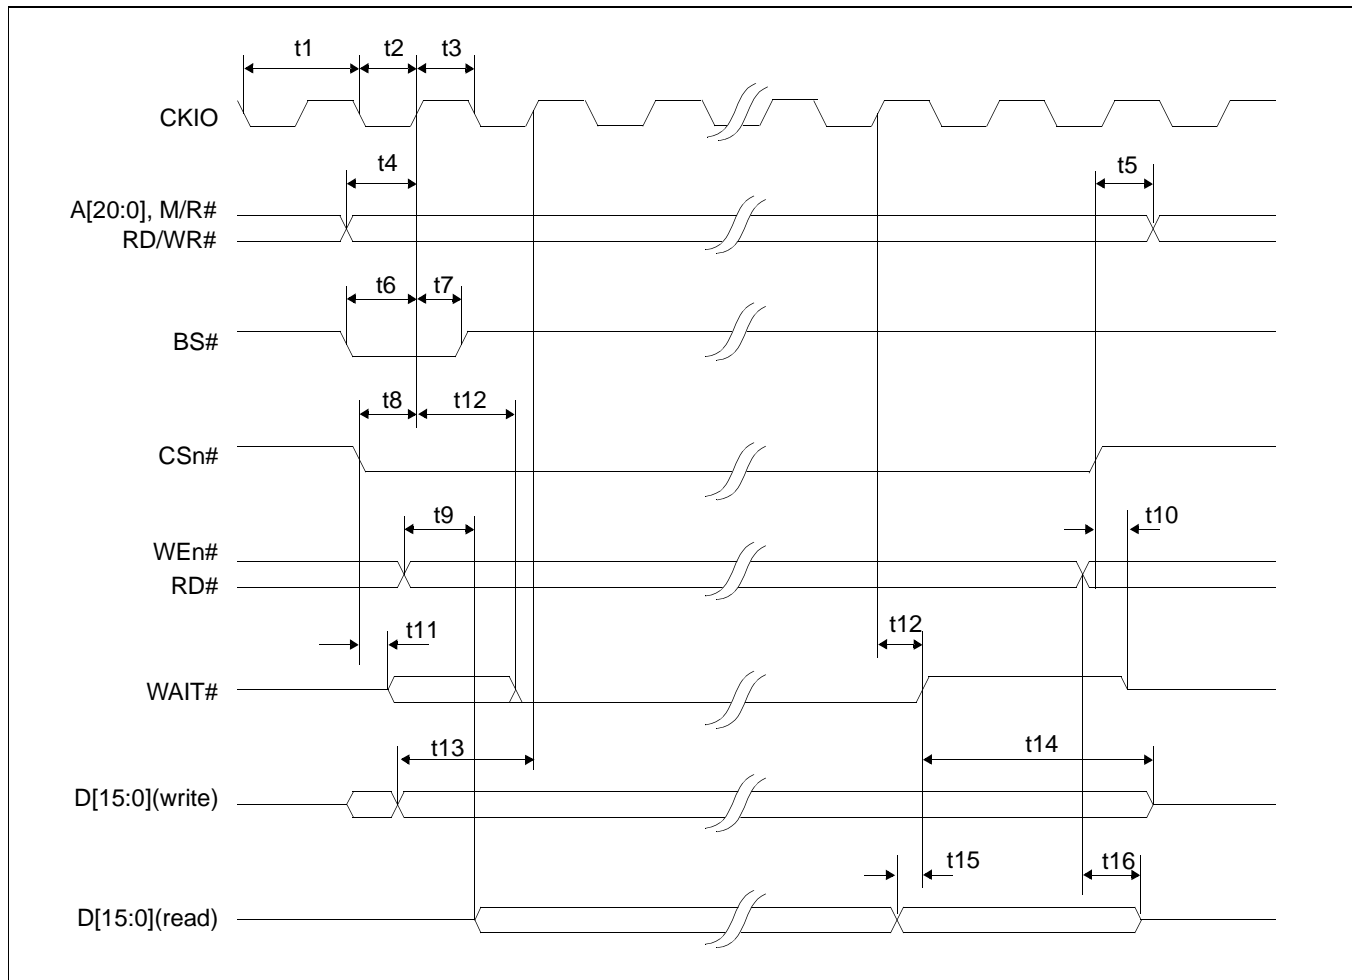 t1 t2 t3
CKIO
t4 t5
A[20:0], M/R#
RD/WR#
t6 t7
BS#
t8 t12
CSn#
t9 t10
WEn#
RD#
t11 t12
WAIT#
t13 t14
D[15:0](write)
t15 t16
D[15:0](read)